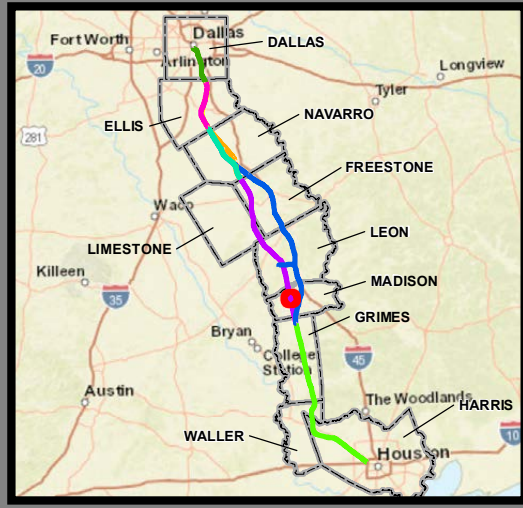 Dallas
DALLAS
Fort Worth
Arlington
20
Longview
Tyler
ELLIS
NAVARRO
281
FREESTONE
Waco
LEON
LIMESTONE
Killeen
MADISON
35
GRIMES
Bryan
College
Station
45
Austin
The Woodlands
HARRIS
WALLER
10
Houston